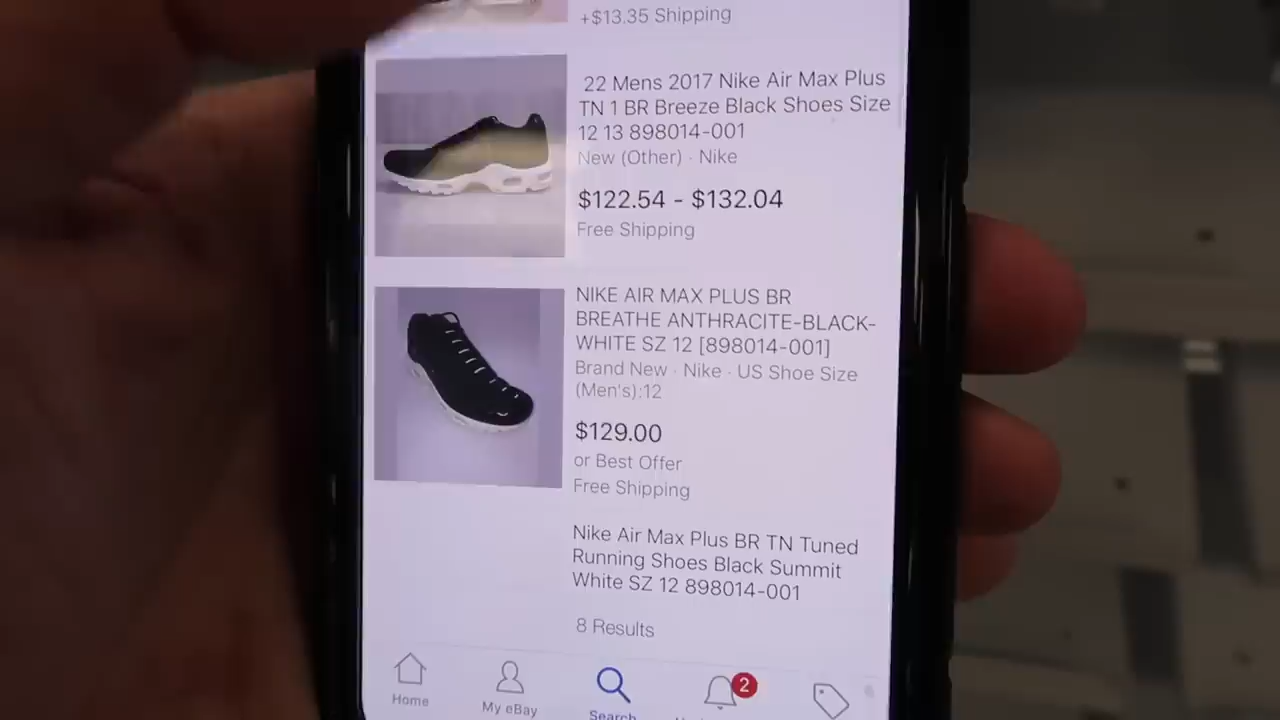 +$13.35 Shipping
22 Mens 2017 Nike Air Max Plus
TN 1 BR Breeze Black Shoes Size
12 13 898014-001
New (Other) · Nike
$122.54 - $132.04
Free Shipping
NIKE AIR MAX PLUS BR
BREATHE ANTHRACITE-BLACK-
WHITE SZ 12 [898014-001]
Brand New · Nike · US Shoe Size
(Men's):12
$129.00
or Best Offer
Free Shipping
Nike Air Max Plus BR TN Tuned
Running Shoes Black Summit
White SZ 12 898014-001
8 Results
2
Home
My eBay
Search